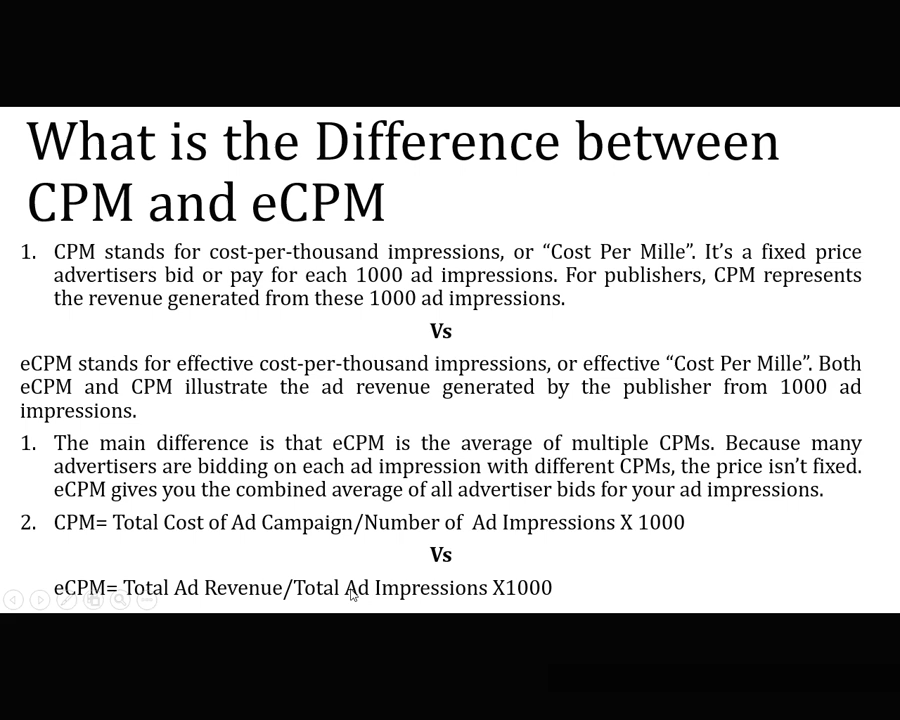 What is the Difference between
CPM and eCPM
1. CPM stands for cost-per-thousand impressions, or “Cost Per Mille”. It’s a fixed price
advertisers bid or pay for each 1000 ad impressions. For publishers, CPM represents
the revenue generated from these 1000 ad impressions.
Vs
eCPM stands for effective cost-per-thousand impressions, or effective “Cost Per Mille”. Both
eCPM and CPM illustrate the ad revenue generated by the publisher from 1000 ad
impressions.
1. The main difference is that eCPM is the average of multiple CPMs. Because many
advertisers are bidding on each ad impression with different CPMs, the price isn’t fixed.
eCPM gives you the combined average of all advertiser bids for your ad impressions.
2. CPM= Total Cost of Ad Campaign/Number of Ad Impressions X 1000
Vs
eCPM= Total Ad Revenue/Total Ad Impressions X1000